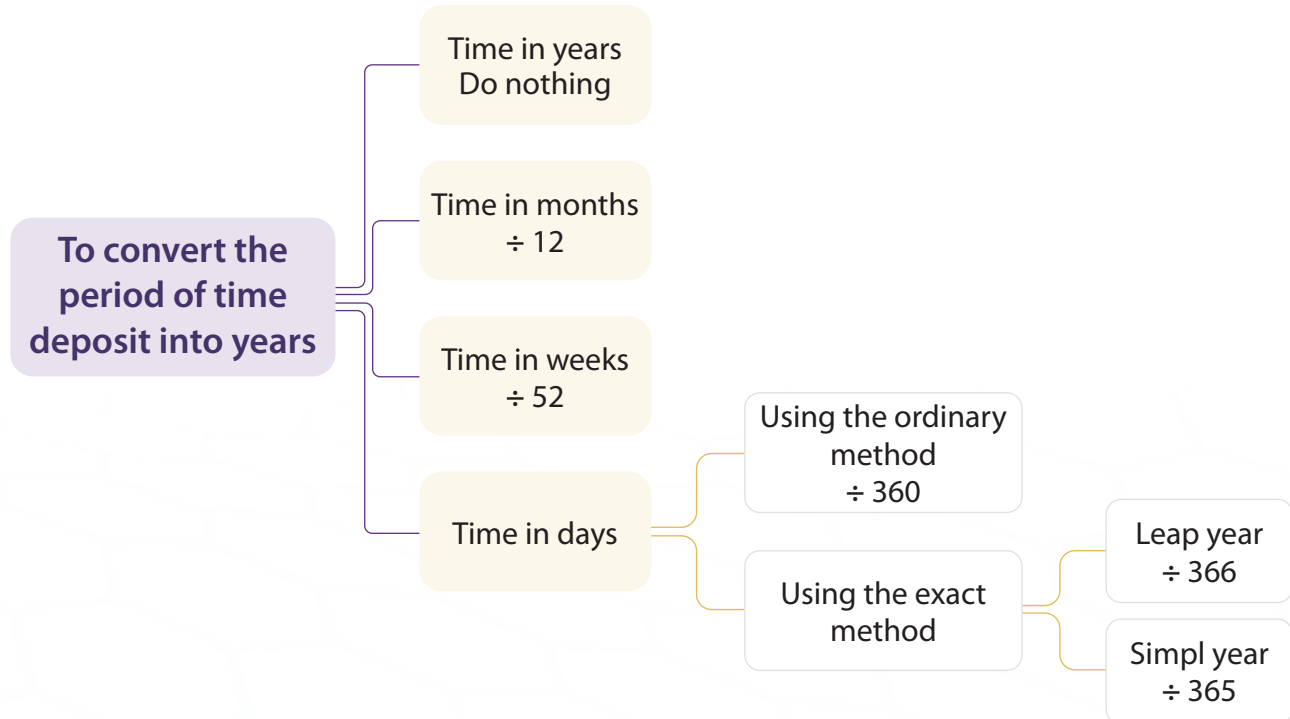 To convert the
period of time
deposit into years
Time in years
Do nothing
Time in months
÷ 12
Time in weeks
÷ 52
Time in days
Using the ordinary
method
÷ 360
Using the exact
method
Leap year
÷ 366
Simpl year
÷ 365